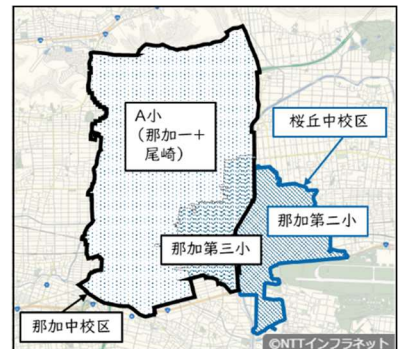 A小
（那加一＋
尾崎）
桜丘中校区
那加第二小
那加第三小
那加中校区
©NTTインフラネット